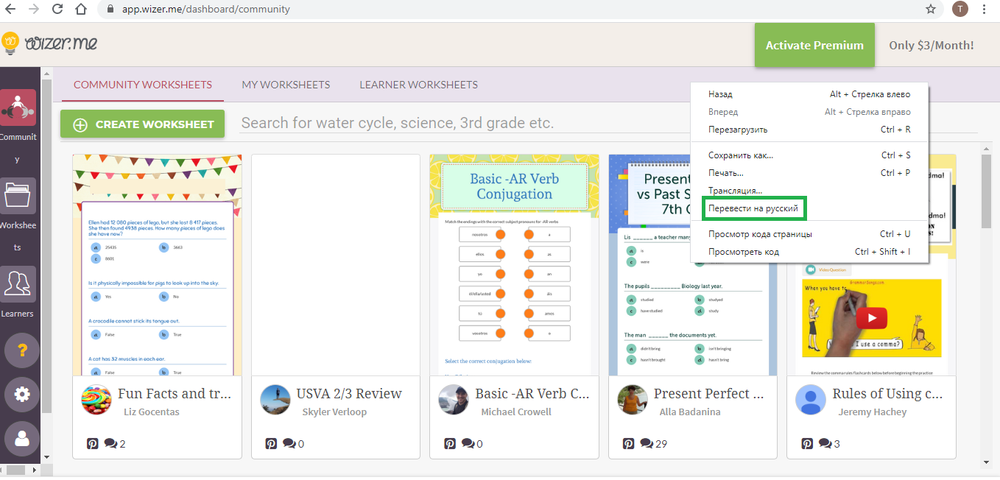 app.wizer.me/dashboard/community
T
wizer.me
Activate Premium
Only $3/Month!
COMMUNITY WORKSHEETS
MY WORKSHEETS
LEARNER WORKSHEETS
CREATE WORKSHEET
Search for water cycle, science, 3rd grade etc.
Communit
y
Workshee
ts
Learners
?
Назад Alt + Стрелка влево
Вперед Alt + Стрелка вправо
Перезагрузить Ctrl + R
Сохранить как... Ctrl + S
Печать... Ctrl + P
Трансляция...
Перевести на русский
Просмотр кода страницы Ctrl + U
Просмотреть код Ctrl + Shift + I
Ellen had 12 080 pieces of lego, but she lost 8 417 pieces.
She then found 4938 pieces. How many pieces of lego does
she have now?
a 25435 b 3663
c 8601
Is it physically impossible for pigs to look up into the sky.
a Yes b No
A crocodile cannot stick its tongue out.
a False b True
A cat has 32 muscles in each ear.
a False b True
Fun Facts and tr...
Liz Gocentas
2
USVA 2/3 Review
Skyler Verloop
0
Basic -AR Verb
Conjugation
Match the endings with the correct subject pronouns for -AR verbs
nosotros a
ellos as
yo an
él/ella/usted áis
tú amos
vosotros o
Select the correct conjugation below:
Basic -AR Verb C...
Michael Crowell
0
Present
vs Past S
7th
Lis ______ a teacher many
a is
c were
The pupils ________ Biology last year.
a studied b studyed
c have studied d study
The man ______ the documents yet.
a didn't bring b isn't bringing
c hasn't brought d hasn't bring
Present Perfect ...
Alla Badanina
29
dma!
dma!
Video Question
GrammarSongs.com
When you have to
I use a comma?
Review the comma rules flashcards below before beginning the practice
Rules of Using c...
Jeremy Hachey
3